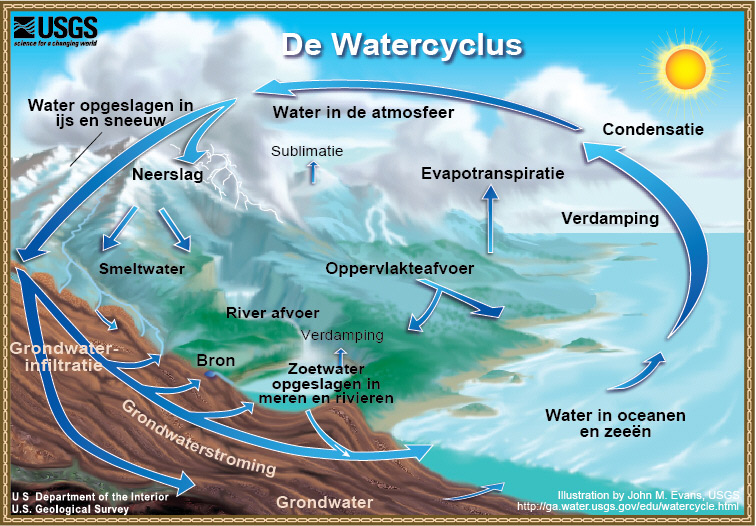 USGS
science for a changing world
De Watercyclus
Water opgeslagen in
ijs en sneeuw
Water in de atmosfeer
Condensatie
Sublimatie
Neerslag
Evapotranspiratie
Verdamping
Smeltwater
Oppervlakteafvoer
River afvoer
Verdamping
Grondwater-
infiltratie
Bron
Zoetwater
opgeslagen in
meren en rivieren
Water in oceanen
en zeeën
Grondwaterstroming
Grondwater
U S Department of the Interior
U.S. Geological Survey
Illustration by John M. Evans, USGS
http://ga.water.usgs.gov/edu/watercycle.html